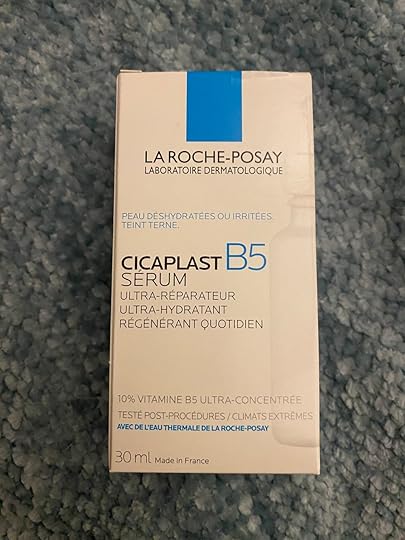 LA ROCHE-POSAY
LABORATOIRE DERMATOLOGIQUE
PEAU DÉSHYDRATÉES OU IRRITÉES.
TEINT TERNE.
CICAPLAST B5
SÉRUM
ULTRA-RÉPARATEUR
ULTRA-HYDRATANT
RÉGÉNÉRANT QUOTIDIEN
10% VITAMINE B5 ULTRA-CONCENTRÉE
TESTÉ POST-PROCÉDURES / CLIMATS EXTRÊMES
AVEC DE L'EAU THERMALE DE LA ROCHE-POSAY
30 ml Made in France